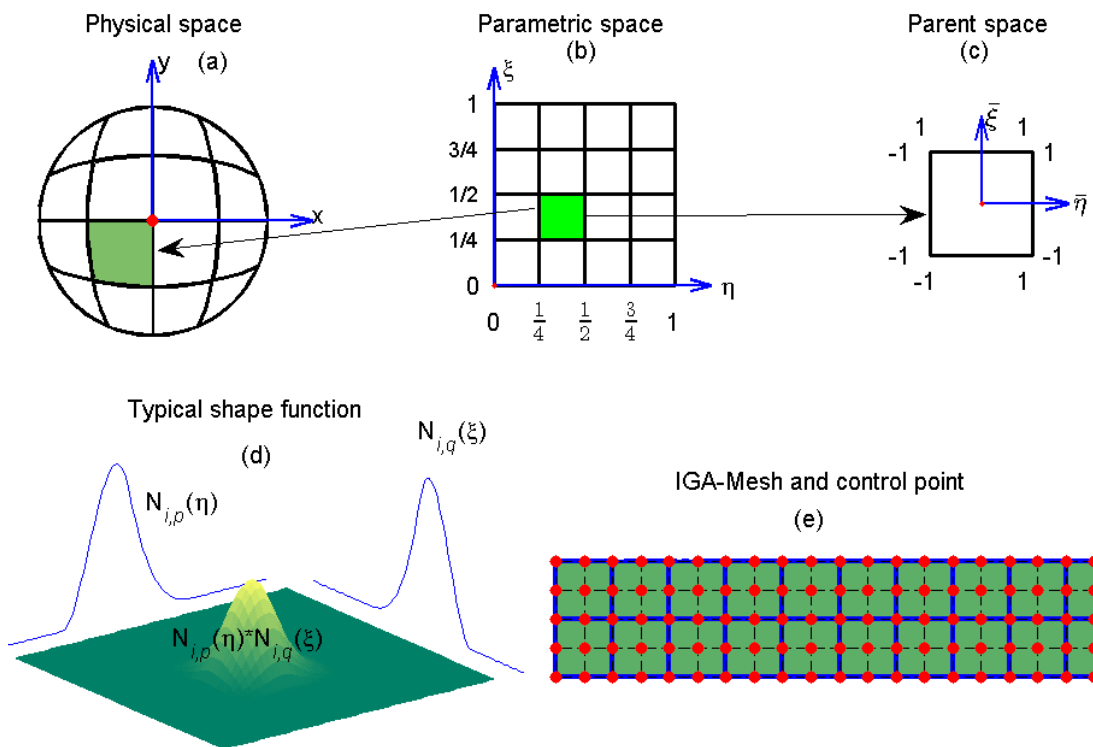 Physical space
(a)
y
x
Parametric space
(b)
ξ
1
3/4
1/2
1/4
0
η
0 1/4 1/2 3/4 1
Parent space
(c)
ξ̄
1 1
-1 1
η̄
-1 -1
-1 1
Typical shape function
(d)
N_{i,p}(η)
N_{i,q}(ξ)
N_{i,p}(η)*N_{i,q}(ξ)
IGA-Mesh and control point
(e)